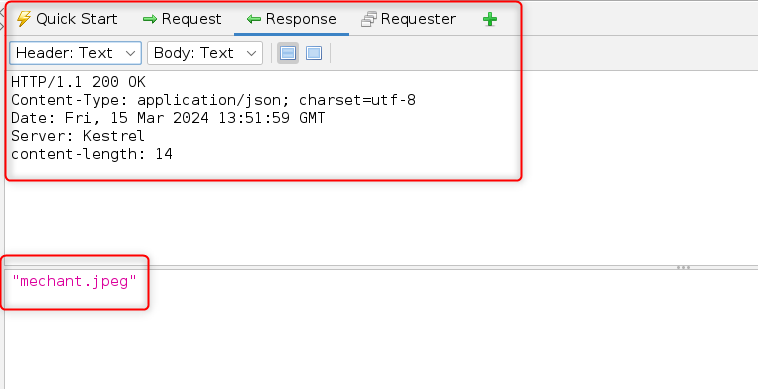 Quick Start Request Response Requester
Header: Text Body: Text
HTTP/1.1 200 OK
Content-Type: application/json; charset=utf-8
Date: Fri, 15 Mar 2024 13:51:59 GMT
Server: Kestrel
content-length: 14
"mechant.jpeg"